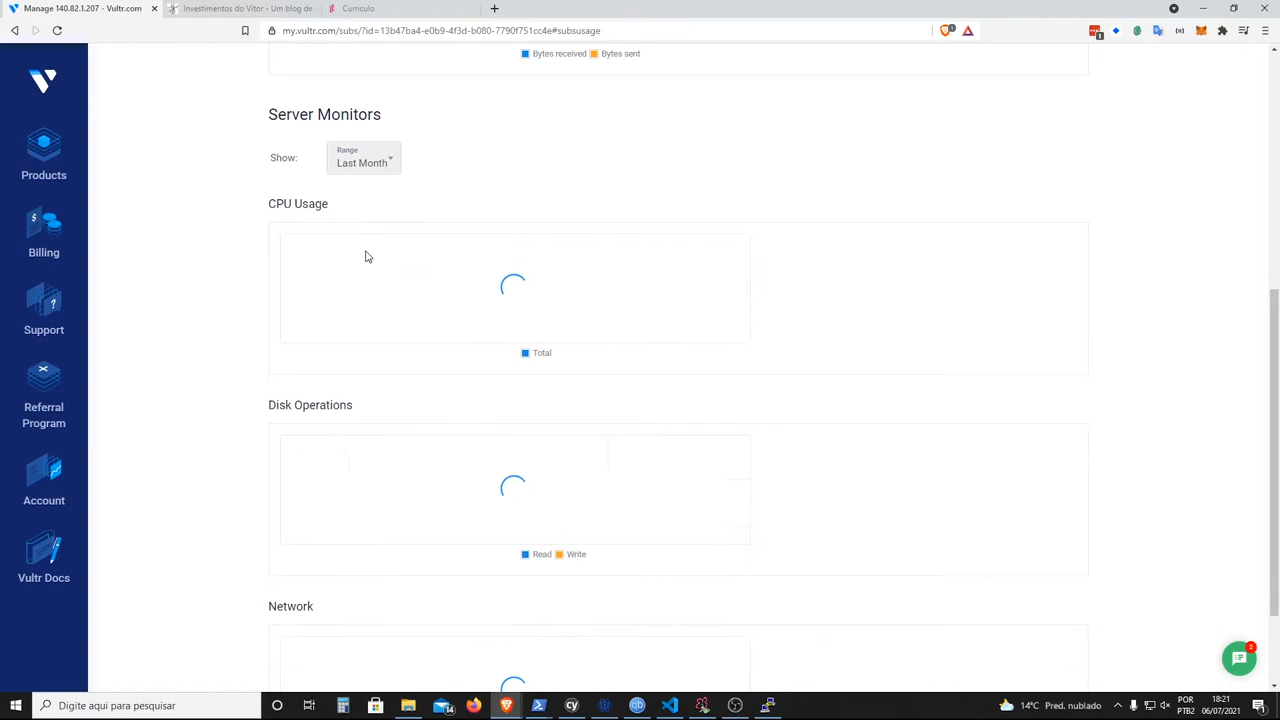 Manage 140.82.1.207 - Vultr.com
Investimentos do Vitor - Um blog de
Curriculo
my.vultr.com/subs/?id=13b47ba4-e0b9-4f3d-b080-7790f751cc4e#subsusage
Bytes received Bytes sent
Server Monitors
Show:
Range
Last Month
CPU Usage
Total
Disk Operations
Read Write
Network
Products
Billing
Support
Referral
Program
Account
Vultr Docs
2
Digite aqui para pesquisar
14
14°C Pred. nublado
POR
PTB2
18:21
06/07/2021